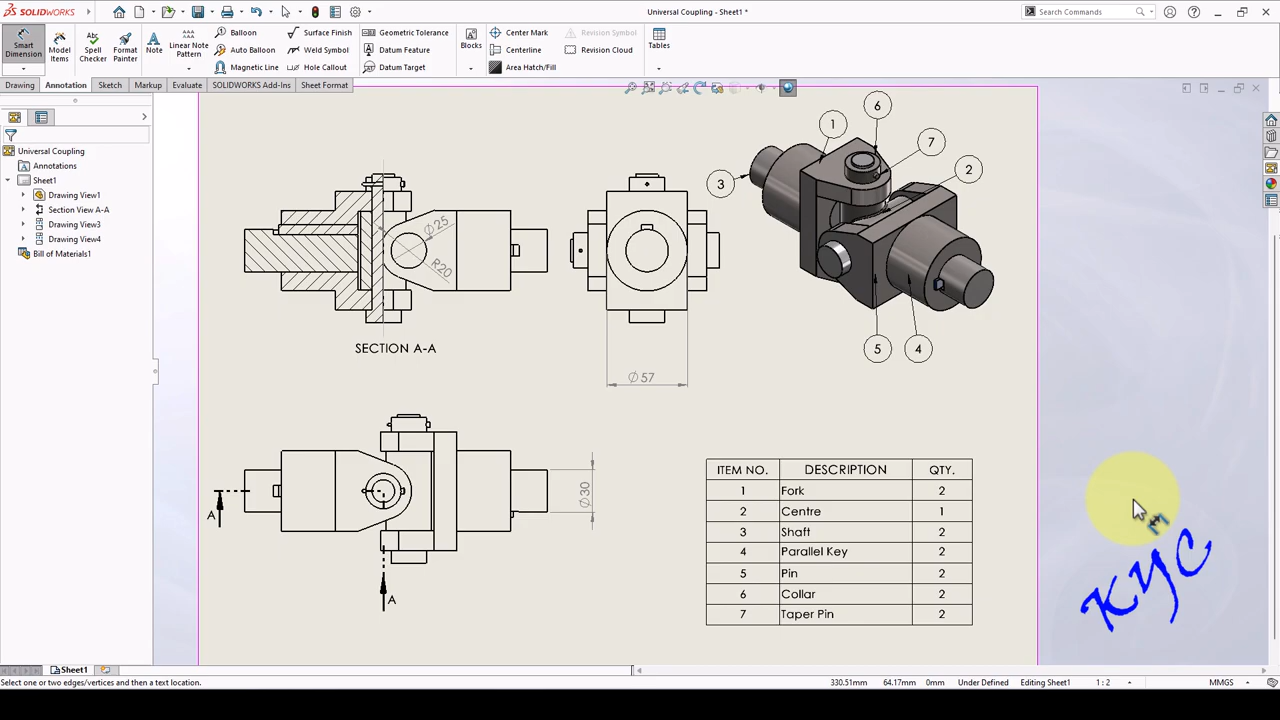 SOLIDWORKS
Universal Coupling - Sheet1 *
Search Commands
Smart Dimension
Model Items
Spell Checker
Format Painter
Note
Linear Note Pattern
Balloon
Auto Balloon
Magnetic Line
Surface Finish
Weld Symbol
Hole Callout
Geometric Tolerance
Datum Feature
Datum Target
Blocks
Center Mark
Centerline
Area Hatch/Fill
Revision Symbol
Revision Cloud
Tables
Drawing Annotation Sketch Markup Evaluate SOLIDWORKS Add-Ins Sheet Format
Universal Coupling
Annotations
Sheet1
Drawing View1
Section View A-A
Drawing View3
Drawing View4
Bill of Materials1
∅25
R20
SECTION A-A
∅57
1
6
7
2
3
5
4
A
A
∅30
ITEM NO. DESCRIPTION QTY.
1 Fork 2
2 Centre 1
3 Shaft 2
4 Parallel Key 2
5 Pin 2
6 Collar 2
7 Taper Pin 2
KYC
Sheet1
Select one or two edges/vertices and then a text location. 330.51mm 64.17mm 0mm Under Defined Editing Sheet1 1 : 2 MMGS